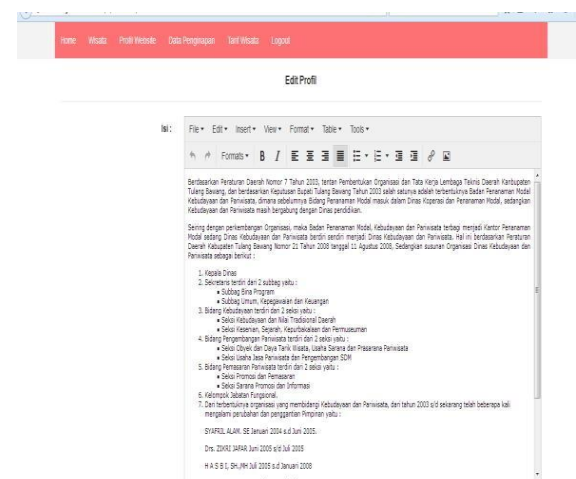 Home Wisata Profil Website Data Penginapan Tarif Wisata Logout
Edit Profil
Isi :
File Edit Insert View Format Table Tools
Formats B I
Berdasarkan Peraturan Daerah Nomor 7 Tahun 2003, tentan Pembentukan Organisasi dan Tata Kerja Lembaga Teknis Daerah Kanbupaten
Tulang Bawang, dan berdasarkan Keputusan Bupati Tulang Bawang Tahun 2003 salah satunya adalah terbentuknya Badan Penanaman Modal
Kebudayaan dan Pariwisata, dimana sebelumnya Bidang Penanaman Modal masuk dalam Dinas Koperasi dan Penanaman Modal, sedangkan
Kebudayaan dan Pariwisata masih bergabung dengan Dinas pendidikan.
Seiring dengan perkembangan Organisasi, maka Badan Penanaman Modal, Kebudayaan dan Pariwisata terbagi menjadi Kantor Penanaman
Modal sedang Dinas Kebudayaan dan Pariwisata berdiri sendiri menjadi Dinas Kebudayaan dan Pariwisata. Hal ini berdasarkan Peraturan
Daerah Kabupaten Tulang Bawang Nomor 21 Tahun 2008 tanggal 11 Agustus 2008, Sedangkan susunan Organisasi Dinas Kebudayaan dan
Pariwisata sebagai berikut :
1. Kepala Dinas
2. Sekretaris terdiri dari 2 subbag yaitu :
• Subbag Bina Program
• Subbag Umum, Kepegawaian dan Keuangan
3. Bidang Kebudayaan terdiri dari 2 seksi yaitu :
• Seksi Kebudayaan dan Nilai Tradisional Daerah
• Seksi Kesenian, Sejarah, Kepurbakalaan dan Permuseuman
4. Bidang Pengembangan Pariwisata terdiri dari 2 seksi yaitu :
• Seksi Obyek dan Daya Tarik Wisata, Usaha Sarana dan Prasarana Pariwisata
• Seksi Usaha Jasa Pariwisata dan Pengembangan SDM
5. Bidang Pemasaran Pariwisata terdiri dari 2 seksi yaitu :
• Seksi Promosi dan Pemasaran
• Seksi Sarana Promosi dan Informasi
6. Kelompok Jabatan Fungsional.
7. Dari terbentuknya organisasi yang membidangi Kebudayaan dan Pariwisata, dari tahun 2003 s/d sekarang telah beberapa kali
mengalami perubahan dan penggantian Pimpinan yaitu :
SYAFRIL ALAM. SE Januari 2004 s.d Juni 2005.
Drs. ZIKRI JAFAR Juni 2005 s/d Juli 2005
H A S B I, SH.,MH Juli 2005 s.d Januari 2008